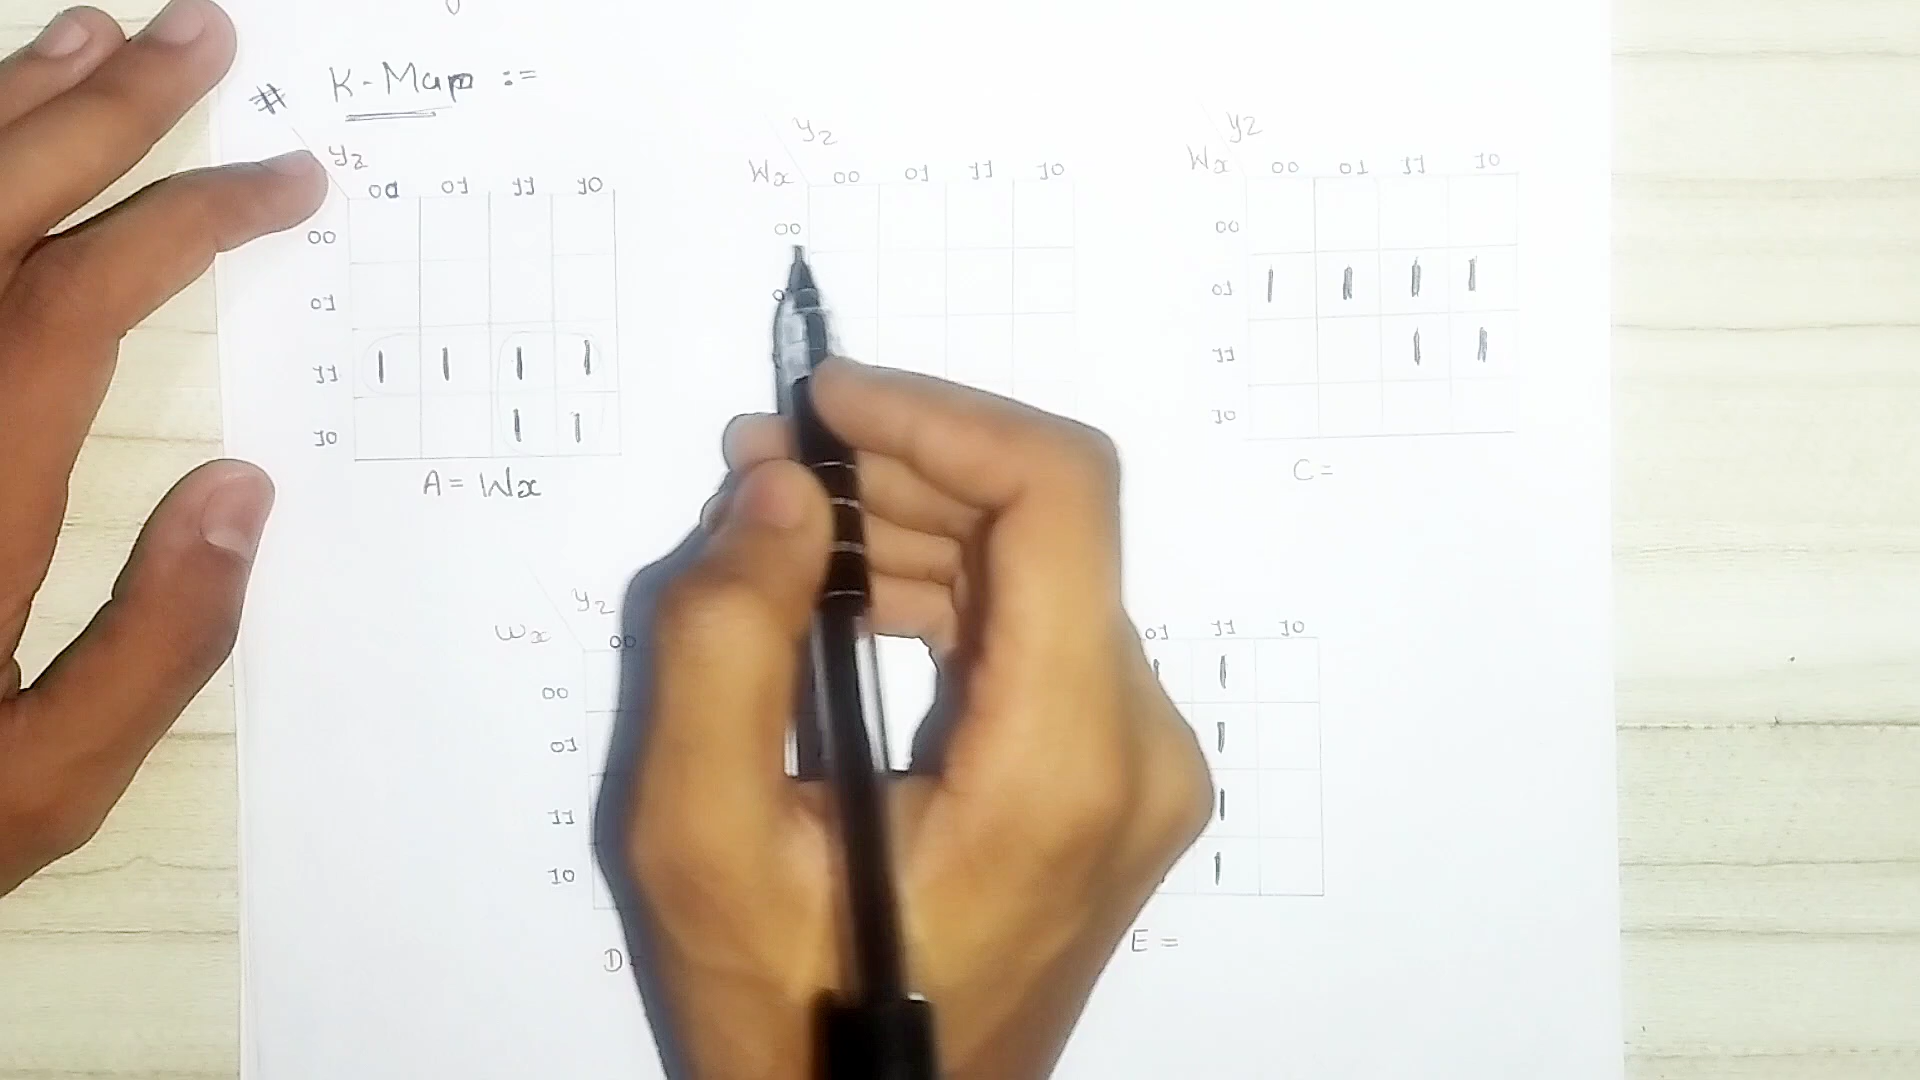 # K-Map :=
yz
00 01 11 10
00
01
11 1 1 1 1
10 1 1
A = Wx
yz
Wx 00 01 11 10
00
yz
Wx 00 01 11 10
00
01 1 1 1 1
11 1 1
10
C =
yz
wx 00
00
01
11
10
D
01 11 10
1 1
1
1
1
E =